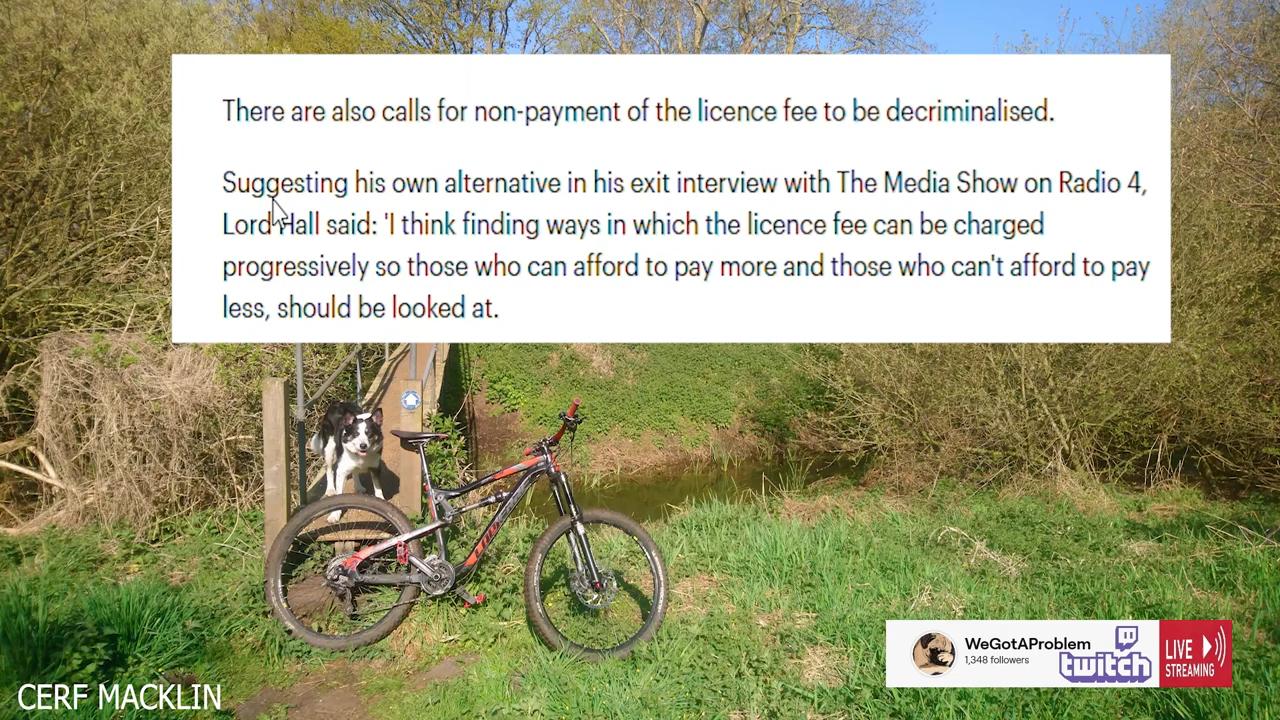 There are also calls for non-payment of the licence fee to be decriminalised.
Suggesting his own alternative in his exit interview with The Media Show on Radio 4,
Lord Hall said: 'I think finding ways in which the licence fee can be charged
progressively so those who can afford to pay more and those who can't afford to pay
less, should be looked at.
WeGotAProblem
1,348 followers
twitch
LIVE
STREAMING
CERF MACKLIN